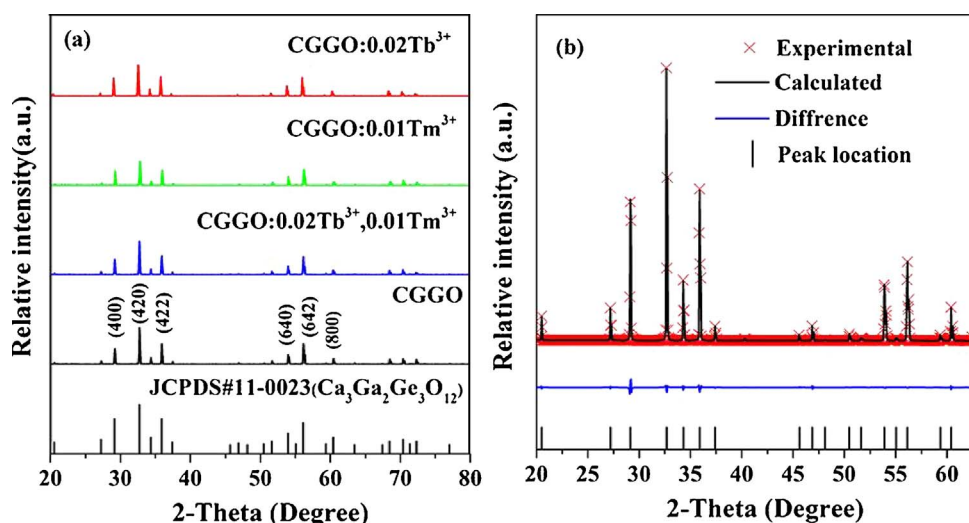 (a)
CGGO:0.02Tb³⁺
CGGO:0.01Tm³⁺
CGGO:0.02Tb³⁺,0.01Tm³⁺
CGGO
(400)
(420)
(422)
(640)
(642)
(800)
JCPDS#11-0023(Ca₃Ga₂Ge₃O₁₂)
20 30 40 50 60 70 80
2-Theta (Degree)
Relative intensity(a.u.)
(b)
Experimental
Calculated
Diffrence
Peak location
20 25 30 35 40 45 50 55 60
2-Theta (Degree)
Relative intensity (a.u.)